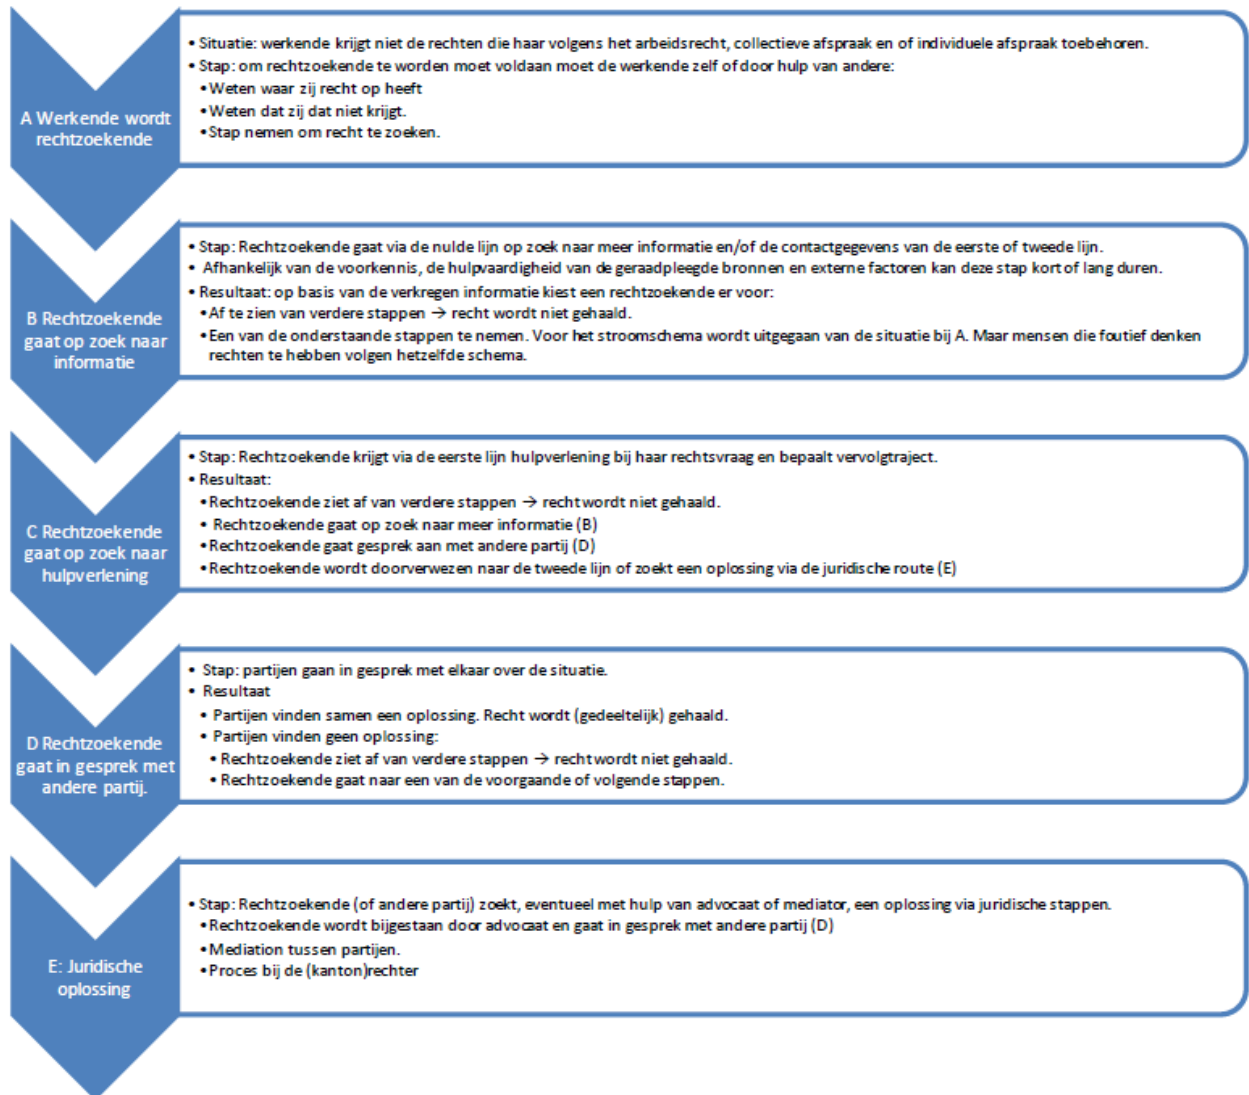 A Werkende wordt
rechtzoekende
• Situatie: werkende krijgt niet de rechten die haar volgens het arbeidsrecht, collectieve afspraak en of individuele afspraak toebehoren.
• Stap: om rechtzoekende te worden moet voldaan moet de werkende zelf of door hulp van andere:
• Weten waar zij recht op heeft
• Weten dat zij dat niet krijgt.
• Stap nemen om recht te zoeken.
B Rechtzoekende
gaat op zoek naar
informatie
• Stap: Rechtzoekende gaat via de nulde lijn op zoek naar meer informatie en/of de contactgegevens van de eerste of tweede lijn.
• Afhankelijk van de voorkennis, de hulpvaardigheid van de geraadpleegde bronnen en externe factoren kan deze stap kort of lang duren.
• Resultaat: op basis van de verkregen informatie kiest een rechtzoekende er voor:
• Af te zien van verdere stappen → recht wordt niet gehaald.
• Een van de onderstaande stappen te nemen. Voor het stroomschema wordt uitgegaan van de situatie bij A. Maar mensen die foutief denken
rechten te hebben volgen hetzelfde schema.
C Rechtzoekende
gaat op zoek naar
hulpverlening
• Stap: Rechtzoekende krijgt via de eerste lijn hulpverlening bij haar rechtsvraag en bepaalt vervolgtraject.
• Resultaat:
• Rechtzoekende ziet af van verdere stappen → recht wordt niet gehaald.
• Rechtzoekende gaat op zoek naar meer informatie (B)
• Rechtzoekende gaat gesprek aan met andere partij (D)
• Rechtzoekende wordt doorverwezen naar de tweede lijn of zoekt een oplossing via de juridische route (E)
D Rechtzoekende
gaat in gesprek met
andere partij.
• Stap: partijen gaan in gesprek met elkaar over de situatie.
• Resultaat
• Partijen vinden samen een oplossing. Recht wordt (gedeeltelijk) gehaald.
• Partijen vinden geen oplossing:
• Rechtzoekende ziet af van verdere stappen → recht wordt niet gehaald.
• Rechtzoekende gaat naar een van de voorgaande of volgende stappen.
E: Juridische
oplossing
• Stap: Rechtzoekende (of andere partij) zoekt, eventueel met hulp van advocaat of mediator, een oplossing via juridische stappen.
• Rechtzoekende wordt bijgestaan door advocaat en gaat in gesprek met andere partij (D)
• Mediation tussen partijen.
• Proces bij de (kanton)rechter